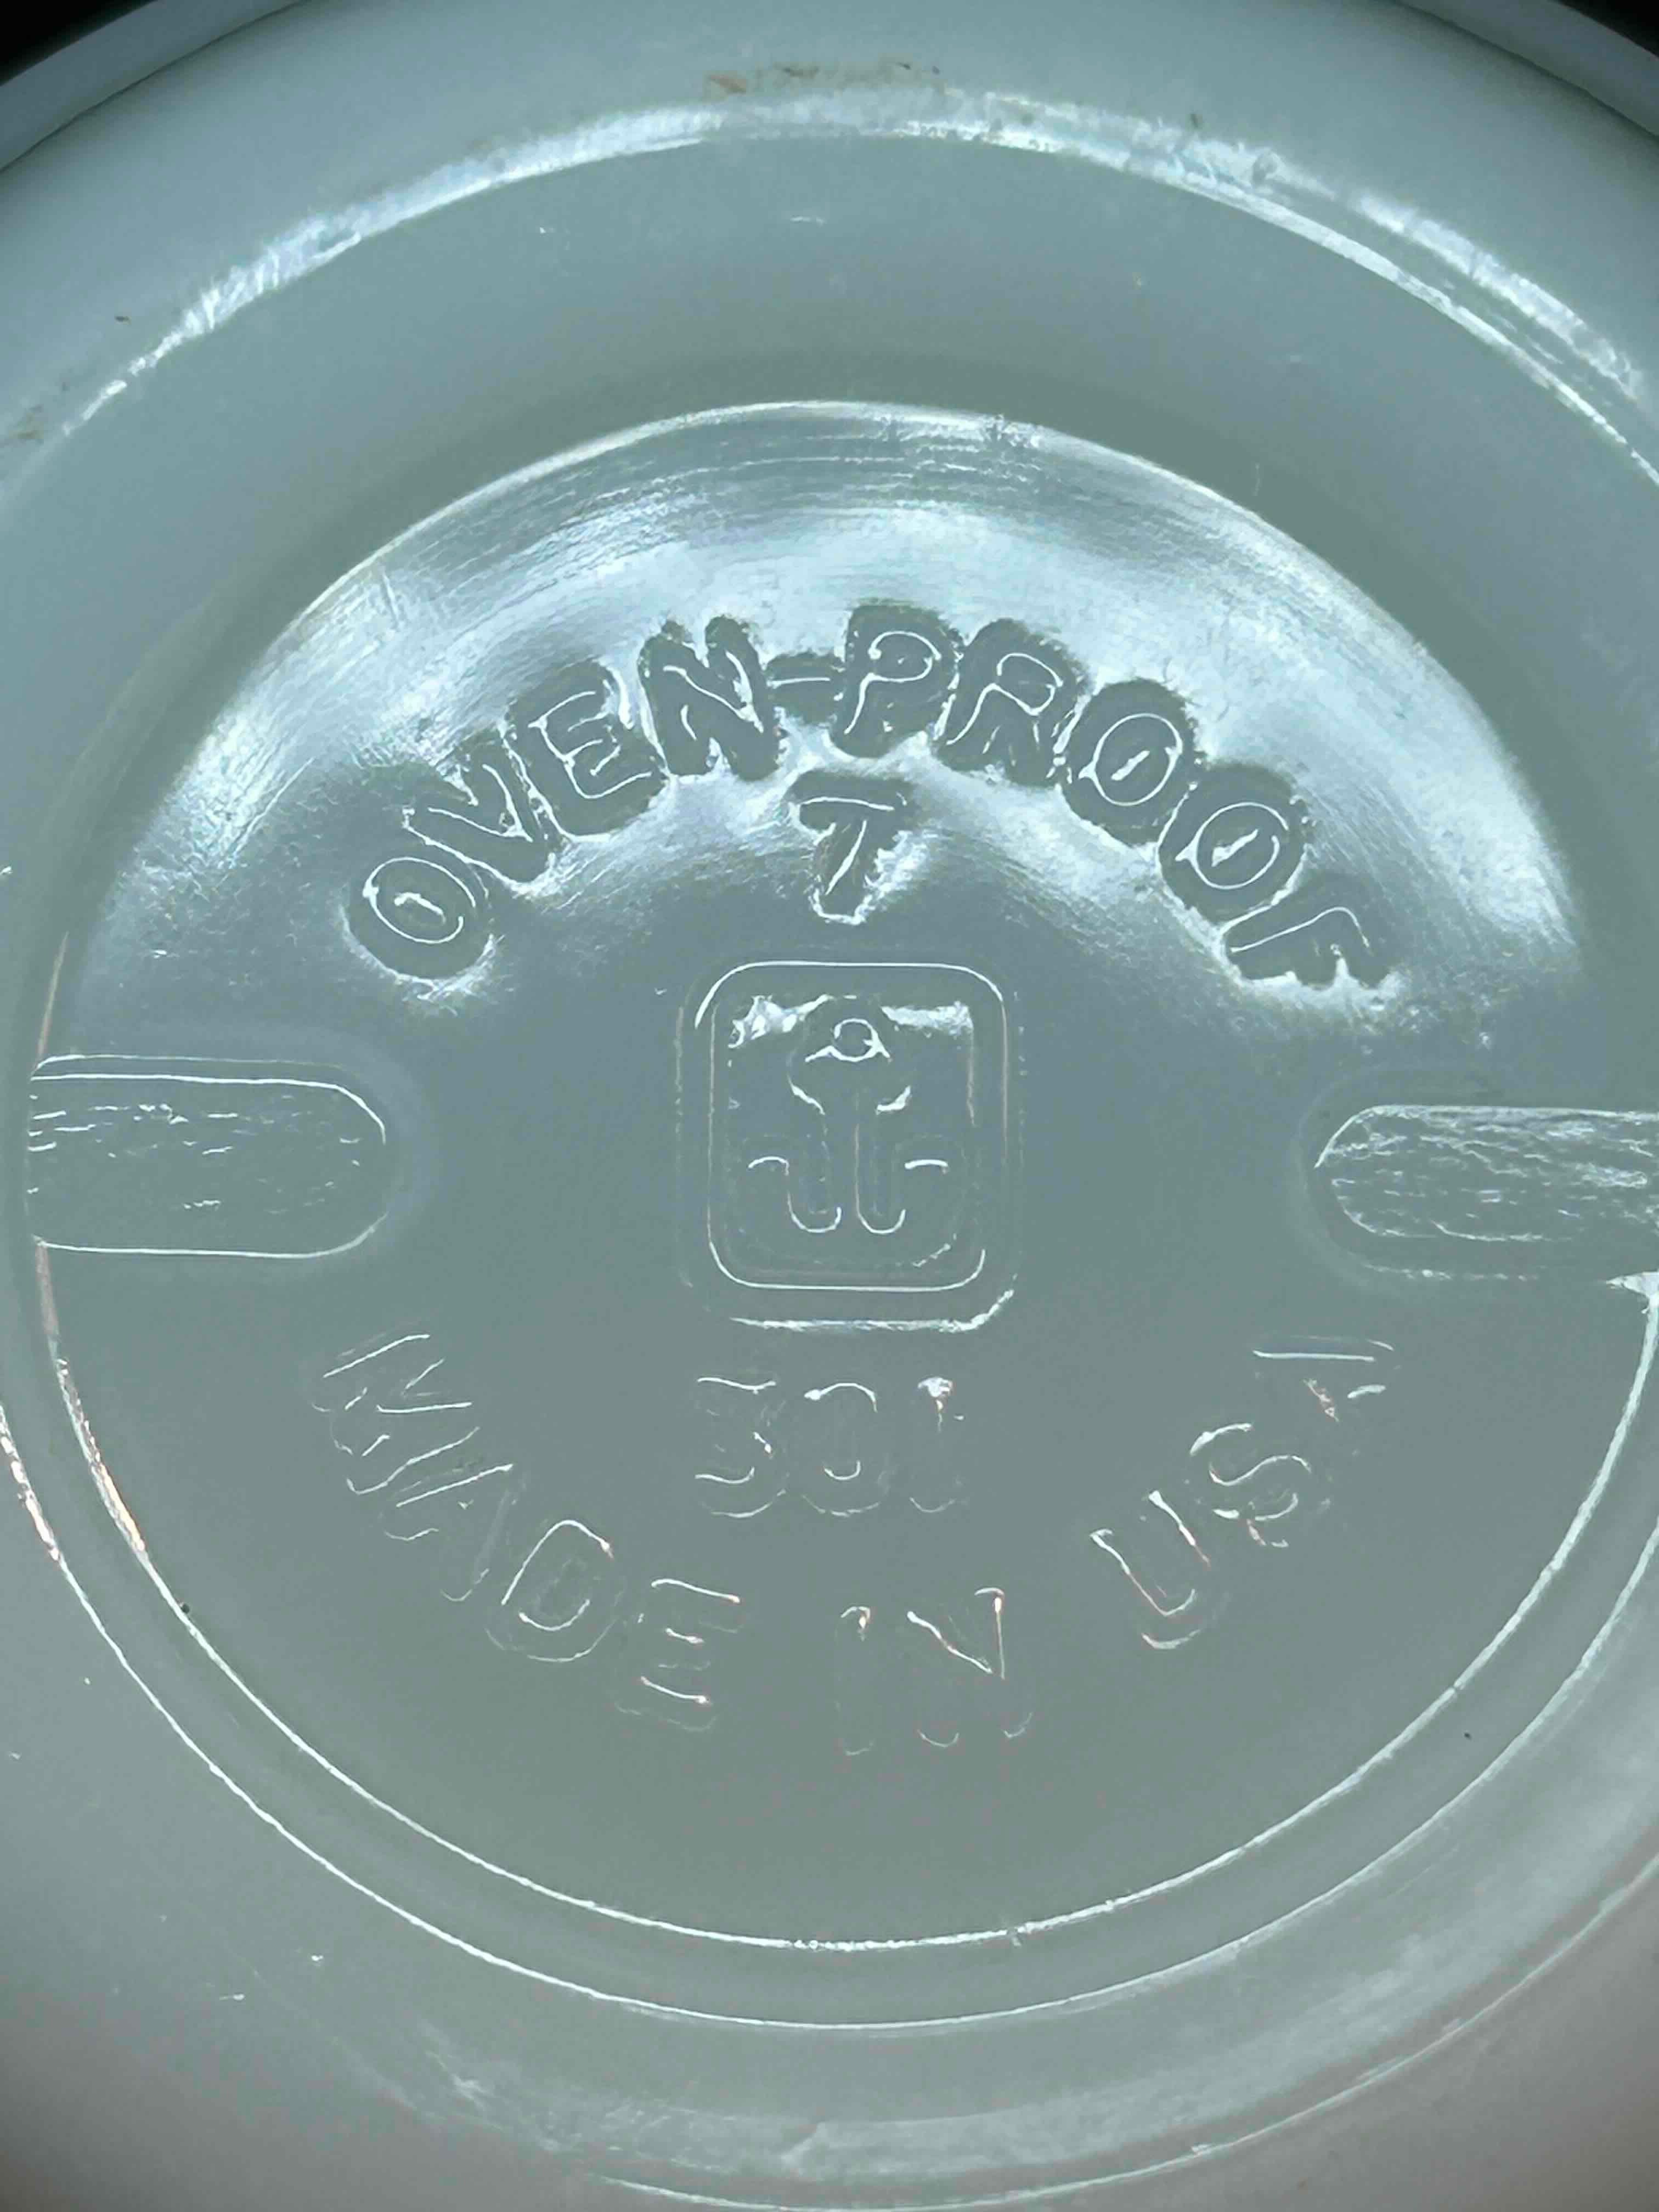 OVEN-PROOF
7
301
MADE IN USA